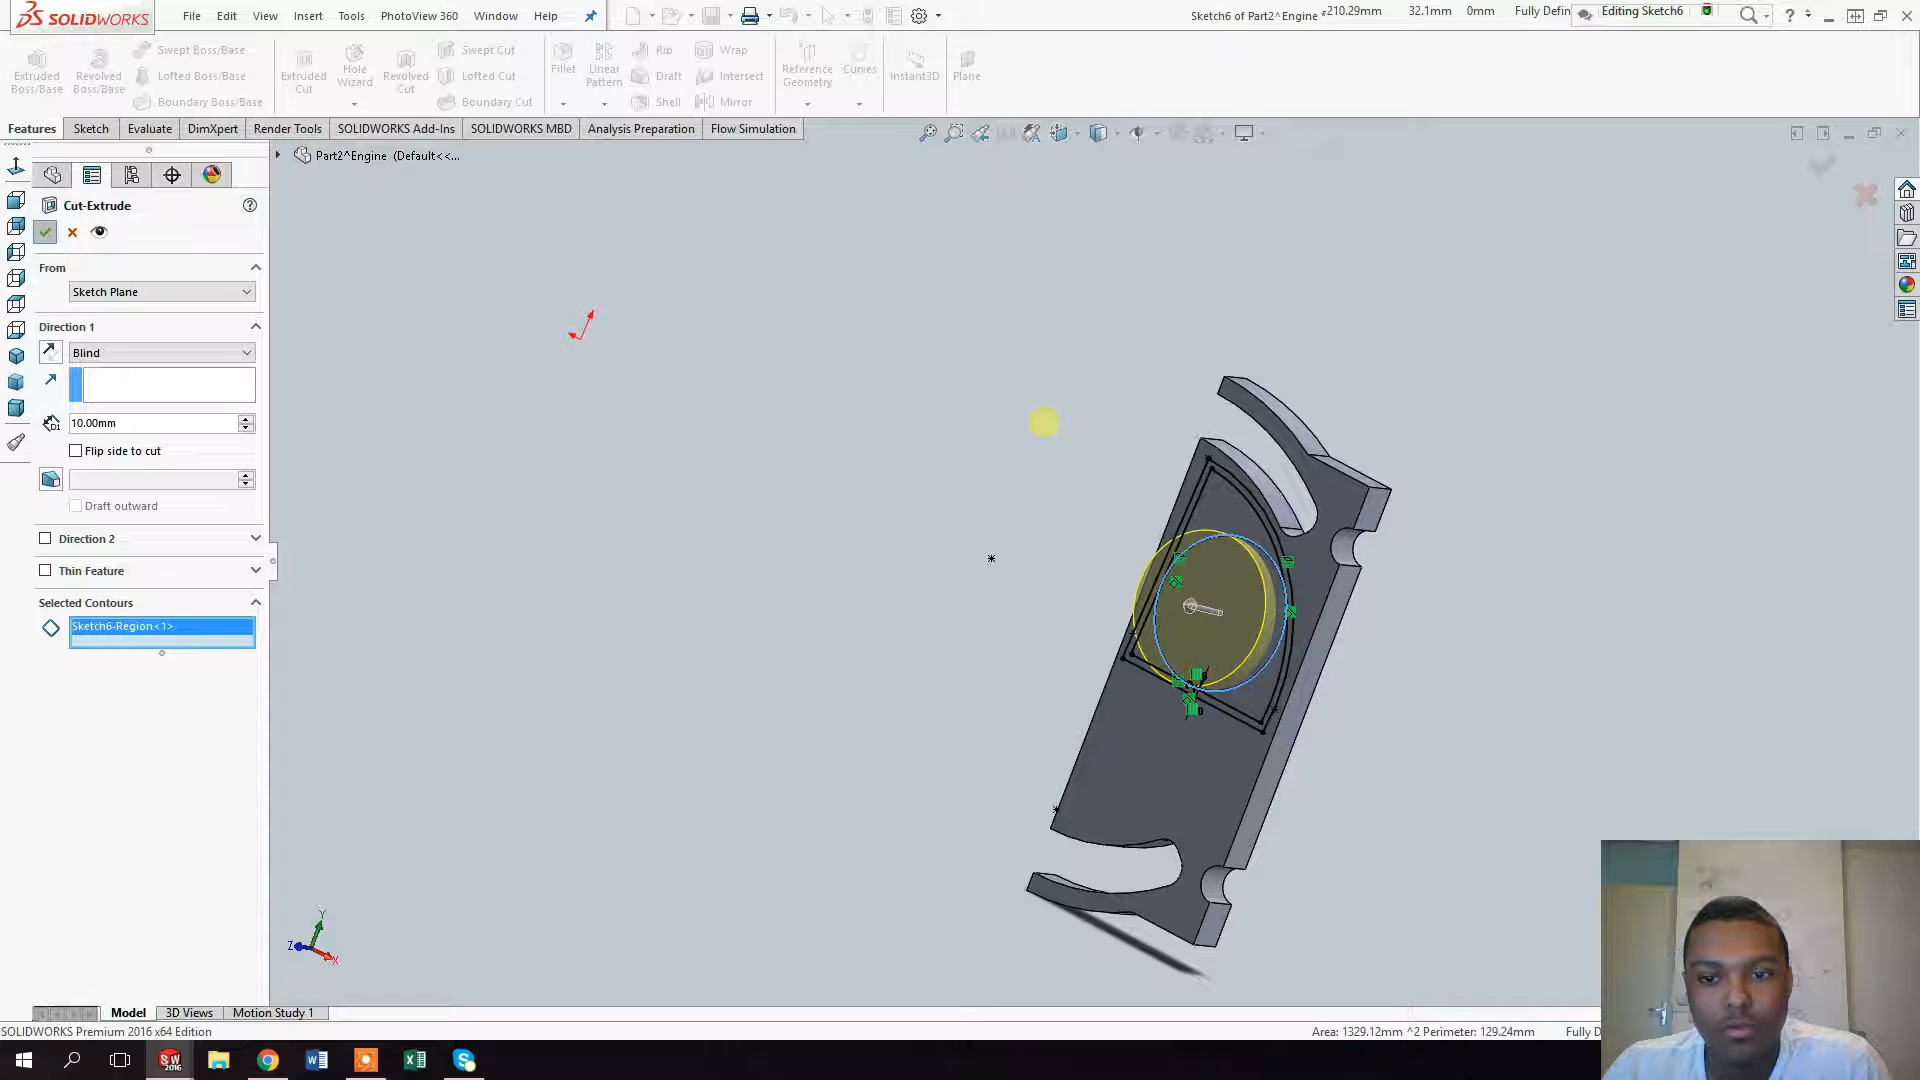 SOLIDWORKS
File Edit View Insert Tools PhotoView 360 Window Help
Sketch6 of Part2^Engine *
-210.29mm 32.1mm 0mm Fully Defin
Editing Sketch6
Extruded Boss/Base
Revolved Boss/Base
Swept Boss/Base
Lofted Boss/Base
Boundary Boss/Base
Extruded Cut
Hole Wizard
Revolved Cut
Swept Cut
Lofted Cut
Boundary Cut
Fillet
Linear Pattern
Rib
Draft
Shell
Wrap
Intersect
Mirror
Reference Geometry
Curves
Instant3D
Plane
Features Sketch Evaluate DimXpert Render Tools SOLIDWORKS Add-Ins SOLIDWORKS MBD Analysis Preparation Flow Simulation
Part2^Engine (Default<<...
Cut-Extrude
From
Sketch Plane
Direction 1
Blind
10.00mm
Flip side to cut
Draft outward
Direction 2
Thin Feature
Selected Contours
Sketch6-Region<1>
Y
Z
X
Model 3D Views Motion Study 1
SOLIDWORKS Premium 2016 x64 Edition
Area: 1329.12mm ^2 Perimeter: 129.24mm Fully D
SW 2016